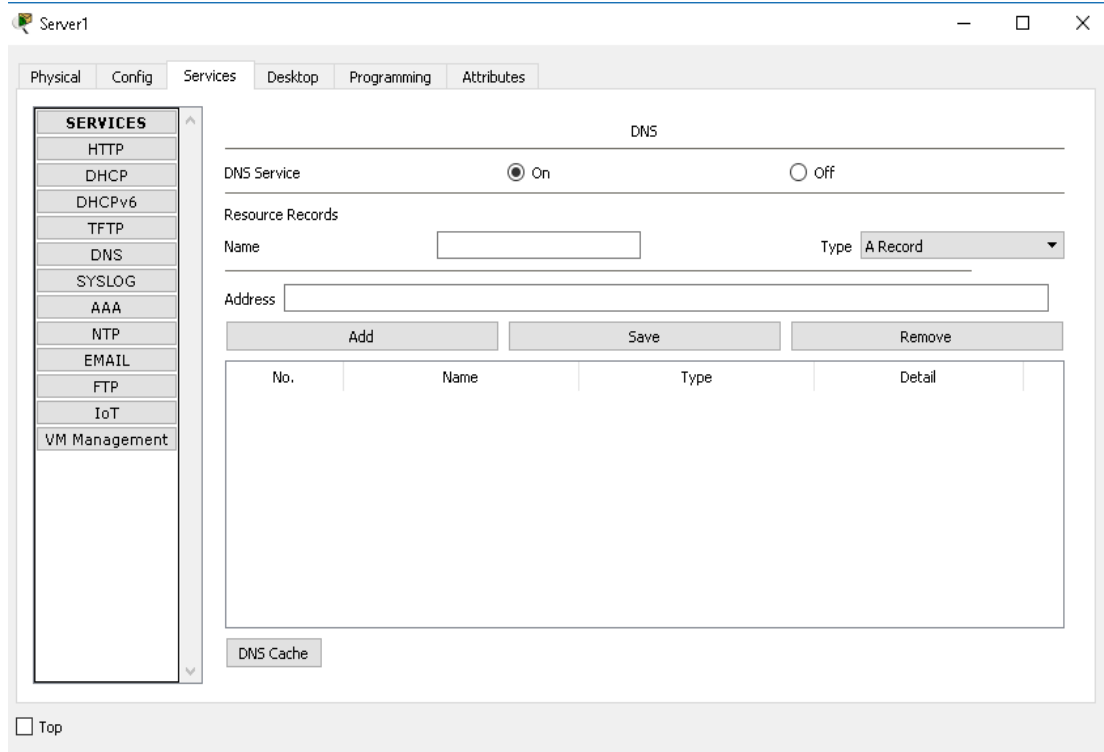 Server1
Physical Config Services Desktop Programming Attributes
SERVICES
HTTP
DHCP
DHCPv6
TFTP
DNS
SYSLOG
AAA
NTP
EMAIL
FTP
IoT
VM Management
DNS
DNS Service On Off
Resource Records
Name Type A Record
Address
Add Save Remove
No. Name Type Detail
DNS Cache
Top